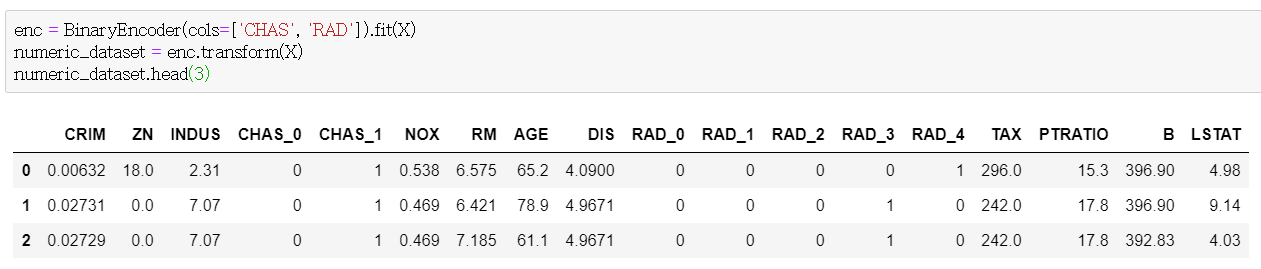 enc = BinaryEncoder(cols=['CHAS', 'RAD']).fit(X)
numeric_dataset = enc.transform(X)
numeric_dataset.head(3)
CRIM ZN INDUS CHAS_0 CHAS_1 NOX RM AGE DIS RAD_0 RAD_1 RAD_2 RAD_3 RAD_4 TAX PTRATIO B LSTAT
0 0.00632 18.0 2.31 0 1 0.538 6.575 65.2 4.0900 0 0 0 0 1 296.0 15.3 396.90 4.98
1 0.02731 0.0 7.07 0 1 0.469 6.421 78.9 4.9671 0 0 0 1 0 242.0 17.8 396.90 9.14
2 0.02729 0.0 7.07 0 1 0.469 7.185 61.1 4.9671 0 0 0 1 0 242.0 17.8 392.83 4.03